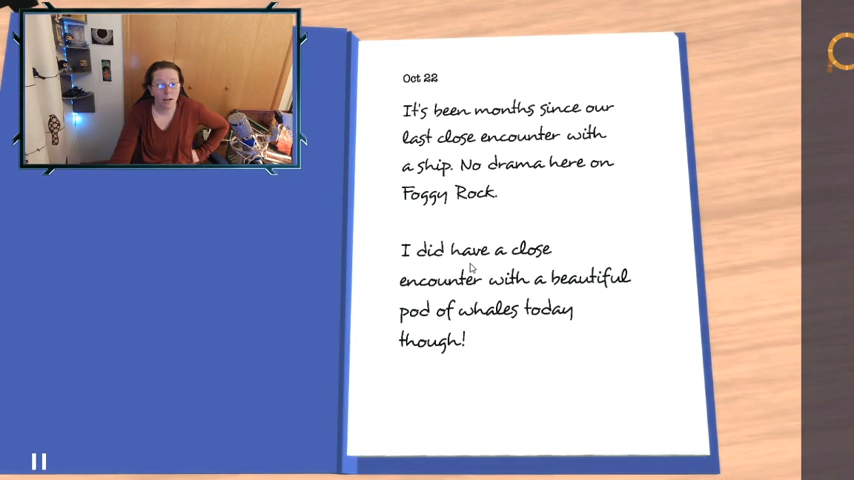 Oct 22
It's been months since our
last close encounter with
a ship. No drama here on
Foggy Rock.
I did have a close
encounter with a beautiful
pod of whales today
though!